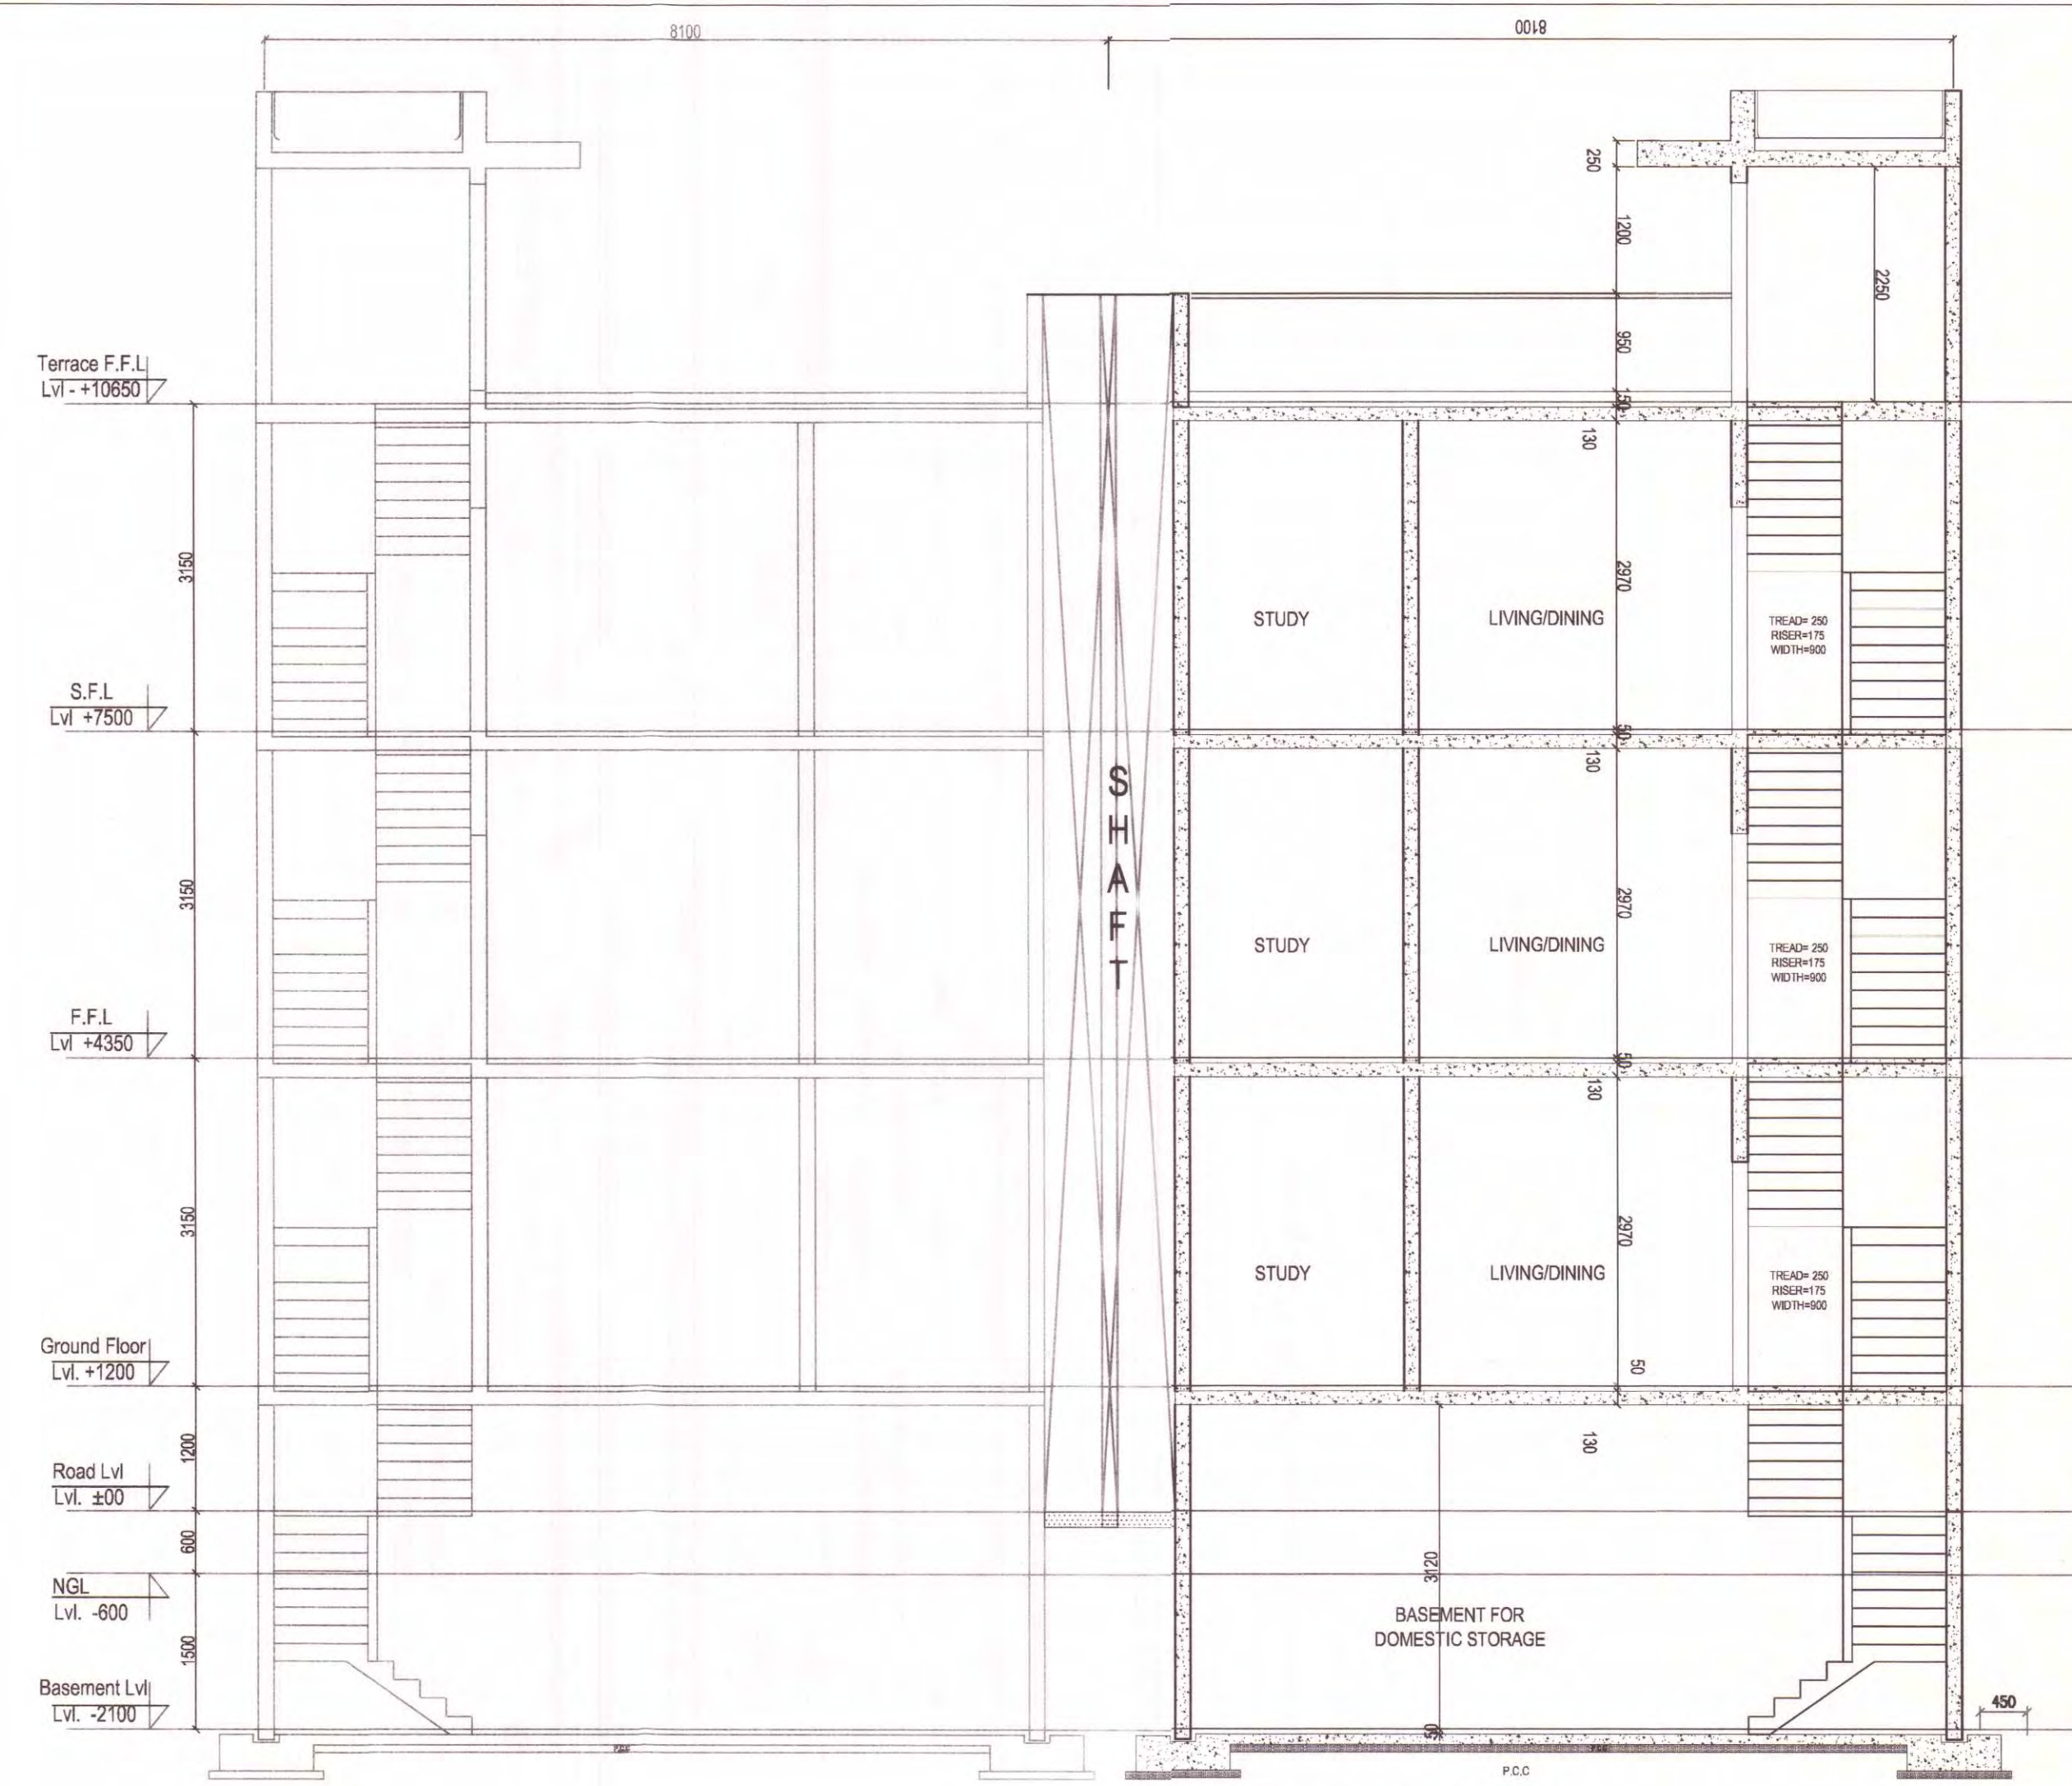 8100
8100
250
1200
2250
950
Terrace F.F.L
Lvl - +10650
50
130
3150
2970
STUDY
LIVING/DINING
TREAD= 250
RISER=175
WIDTH=900
S.F.L
Lvl +7500
50
130
SHAFT
3150
2970
STUDY
LIVING/DINING
TREAD= 250
RISER=175
WIDTH=900
F.F.L
Lvl +4350
50
130
3150
2970
STUDY
LIVING/DINING
TREAD= 250
RISER=175
WIDTH=900
Ground Floor
Lvl. +1200
50
1200
130
Road Lvl
Lvl. ±00
600
3120
NGL
Lvl. -600
BASEMENT FOR
DOMESTIC STORAGE
1500
Basement Lvl
Lvl. -2100
450
50
P.C.C